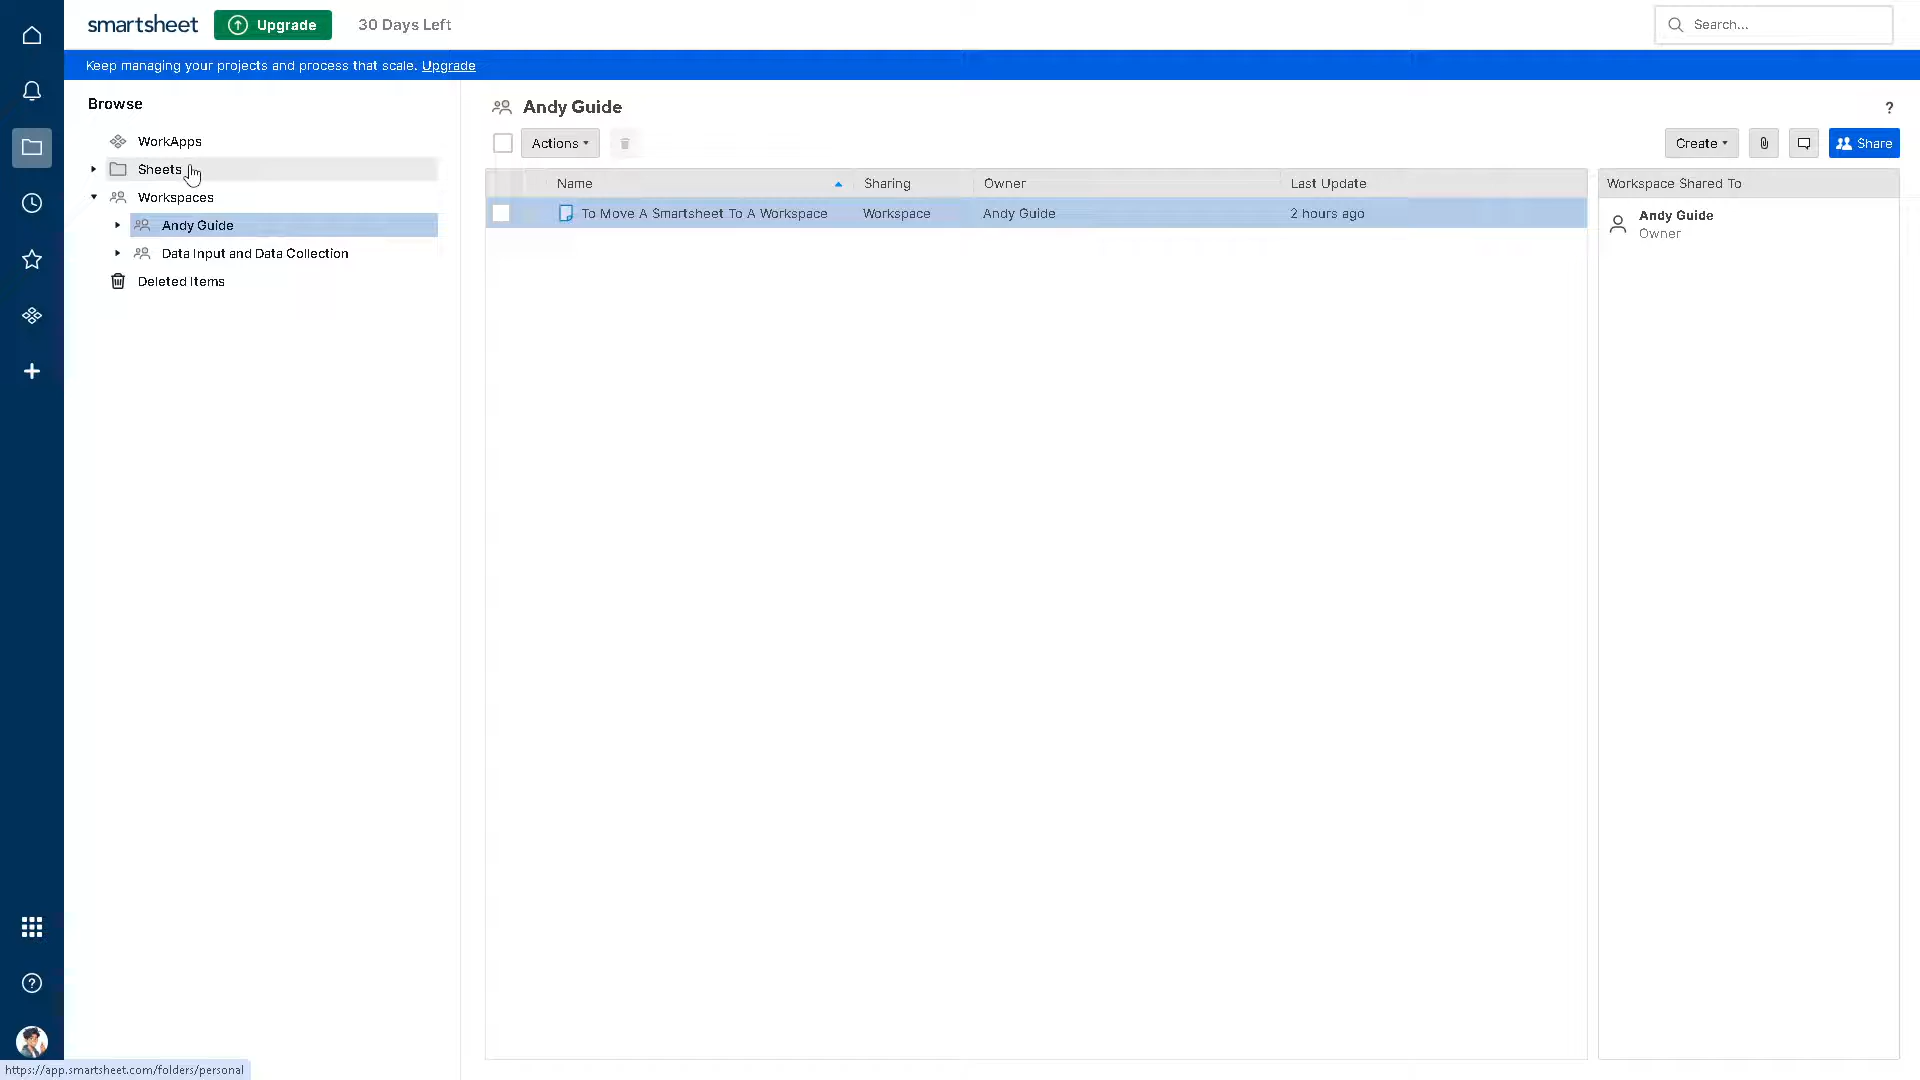 smartsheet
Upgrade
30 Days Left
Search...
Keep managing your projects and process that scale. Upgrade
Browse
WorkApps
Sheets
Workspaces
Andy Guide
Data Input and Data Collection
Deleted Items
Andy Guide
?
Actions
Create
Share
Name Sharing Owner Last Update
To Move A Smartsheet To A Workspace Workspace Andy Guide 2 hours ago
Workspace Shared To
Andy Guide
Owner
https://app.smartsheet.com/folders/personal